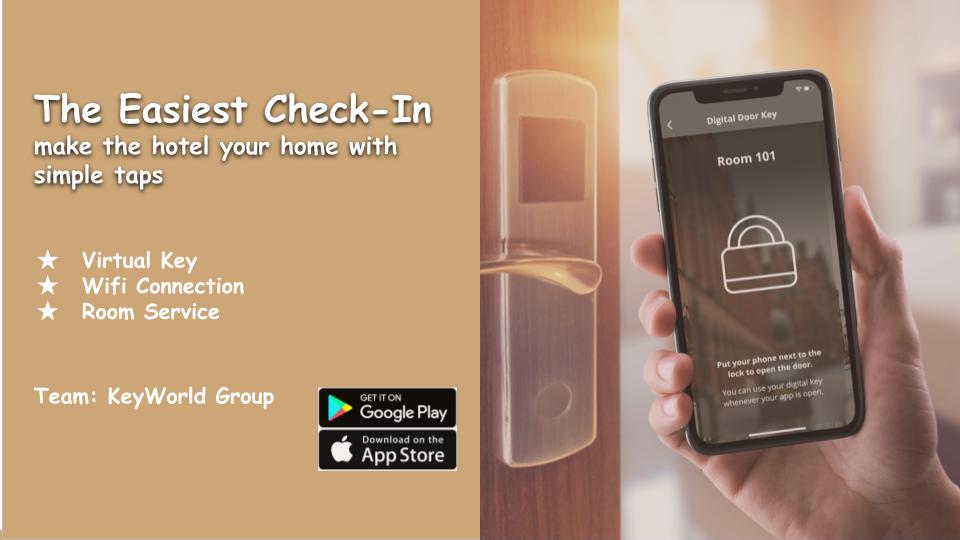 The Easiest Check-In
make the hotel your home with
simple taps
★ Virtual Key
★ Wifi Connection
★ Room Service
Team: KeyWorld Group
GET IT ON
Google Play
Download on the
App Store
Digital Door Key
Room 101
Put your phone next to the
lock to open the door.
You can use your digital key
whenever your app is open.